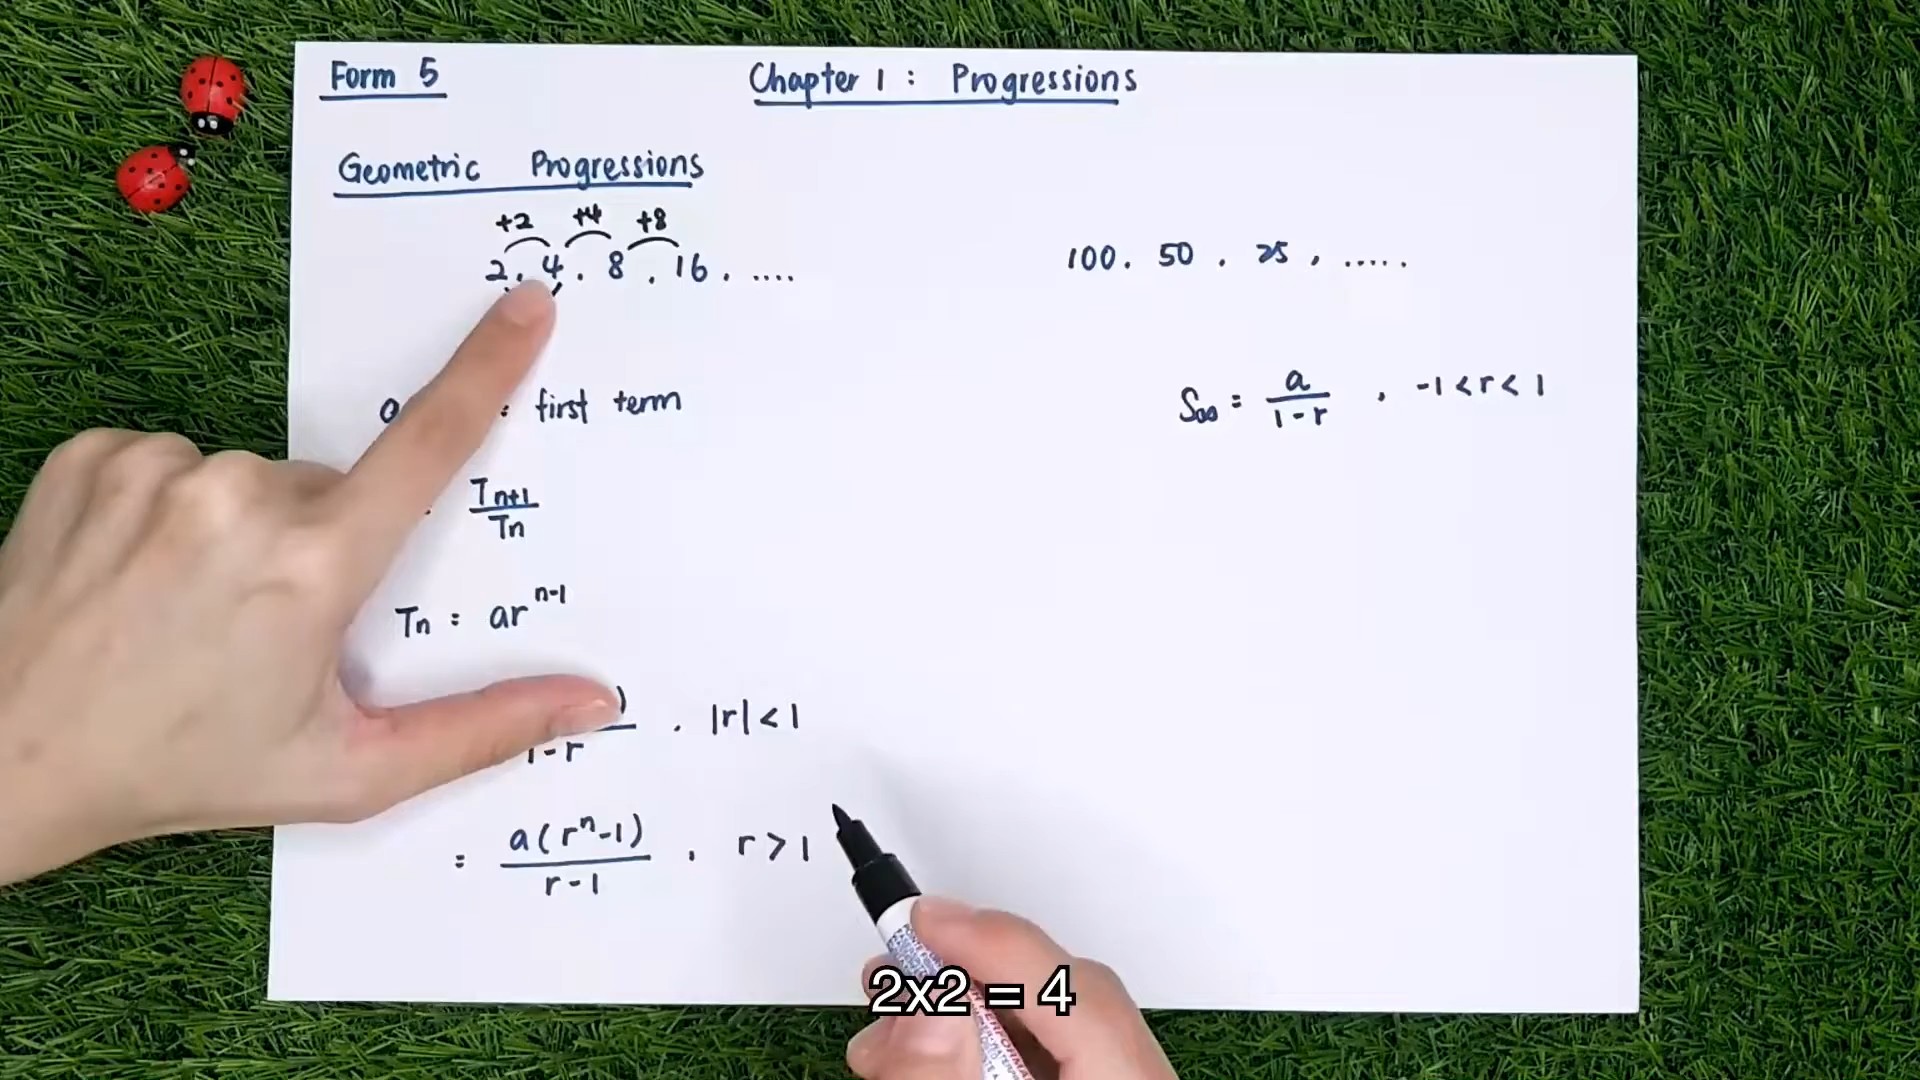 Form 5
Chapter 1 : Progressions
Geometric Progressions
+2 +4 +8
2, 4, 8, 16, ....
100, 50, 25, .....
: first term
S∞ = a/(1-r) , -1 < r < 1
Tn+1/Tn
Tn = ar^(n-1)
)/(1-r) , |r| < 1
= a(r^n-1)/(r-1) , r > 1
2x2 = 4